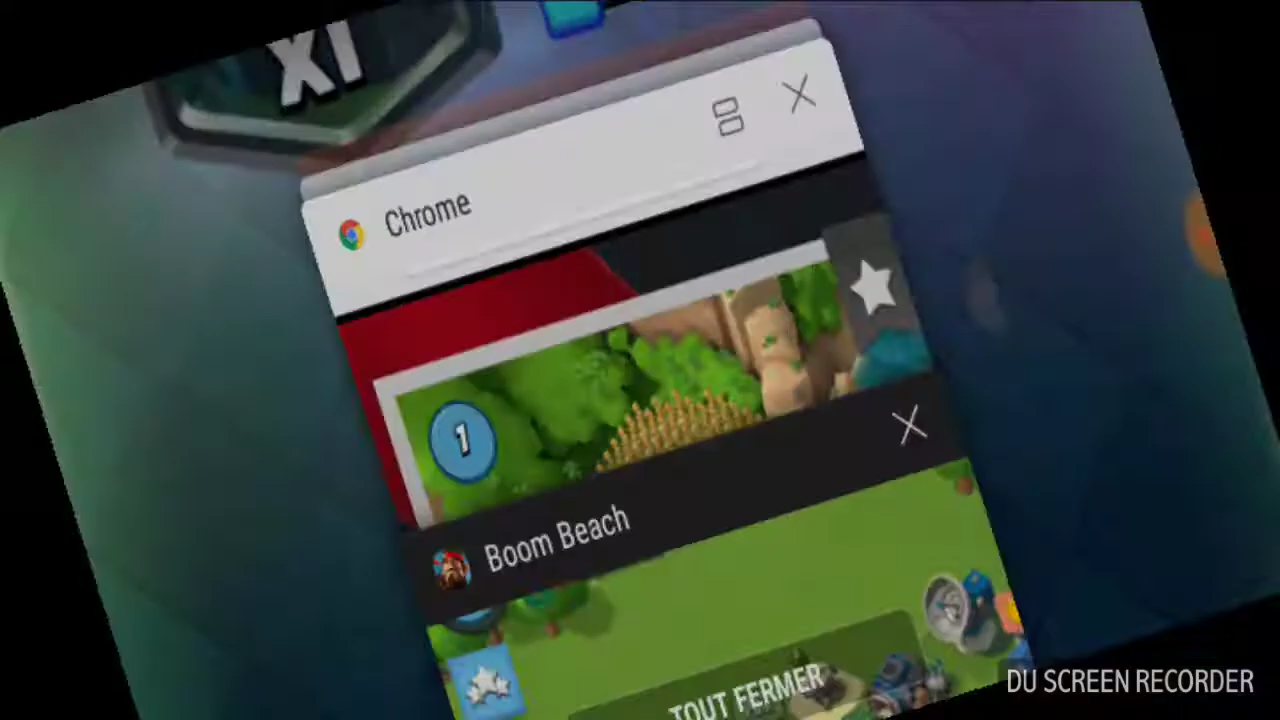 XI
Chrome
1
Boom Beach
TOUT FERMER
DU SCREEN RECORDER